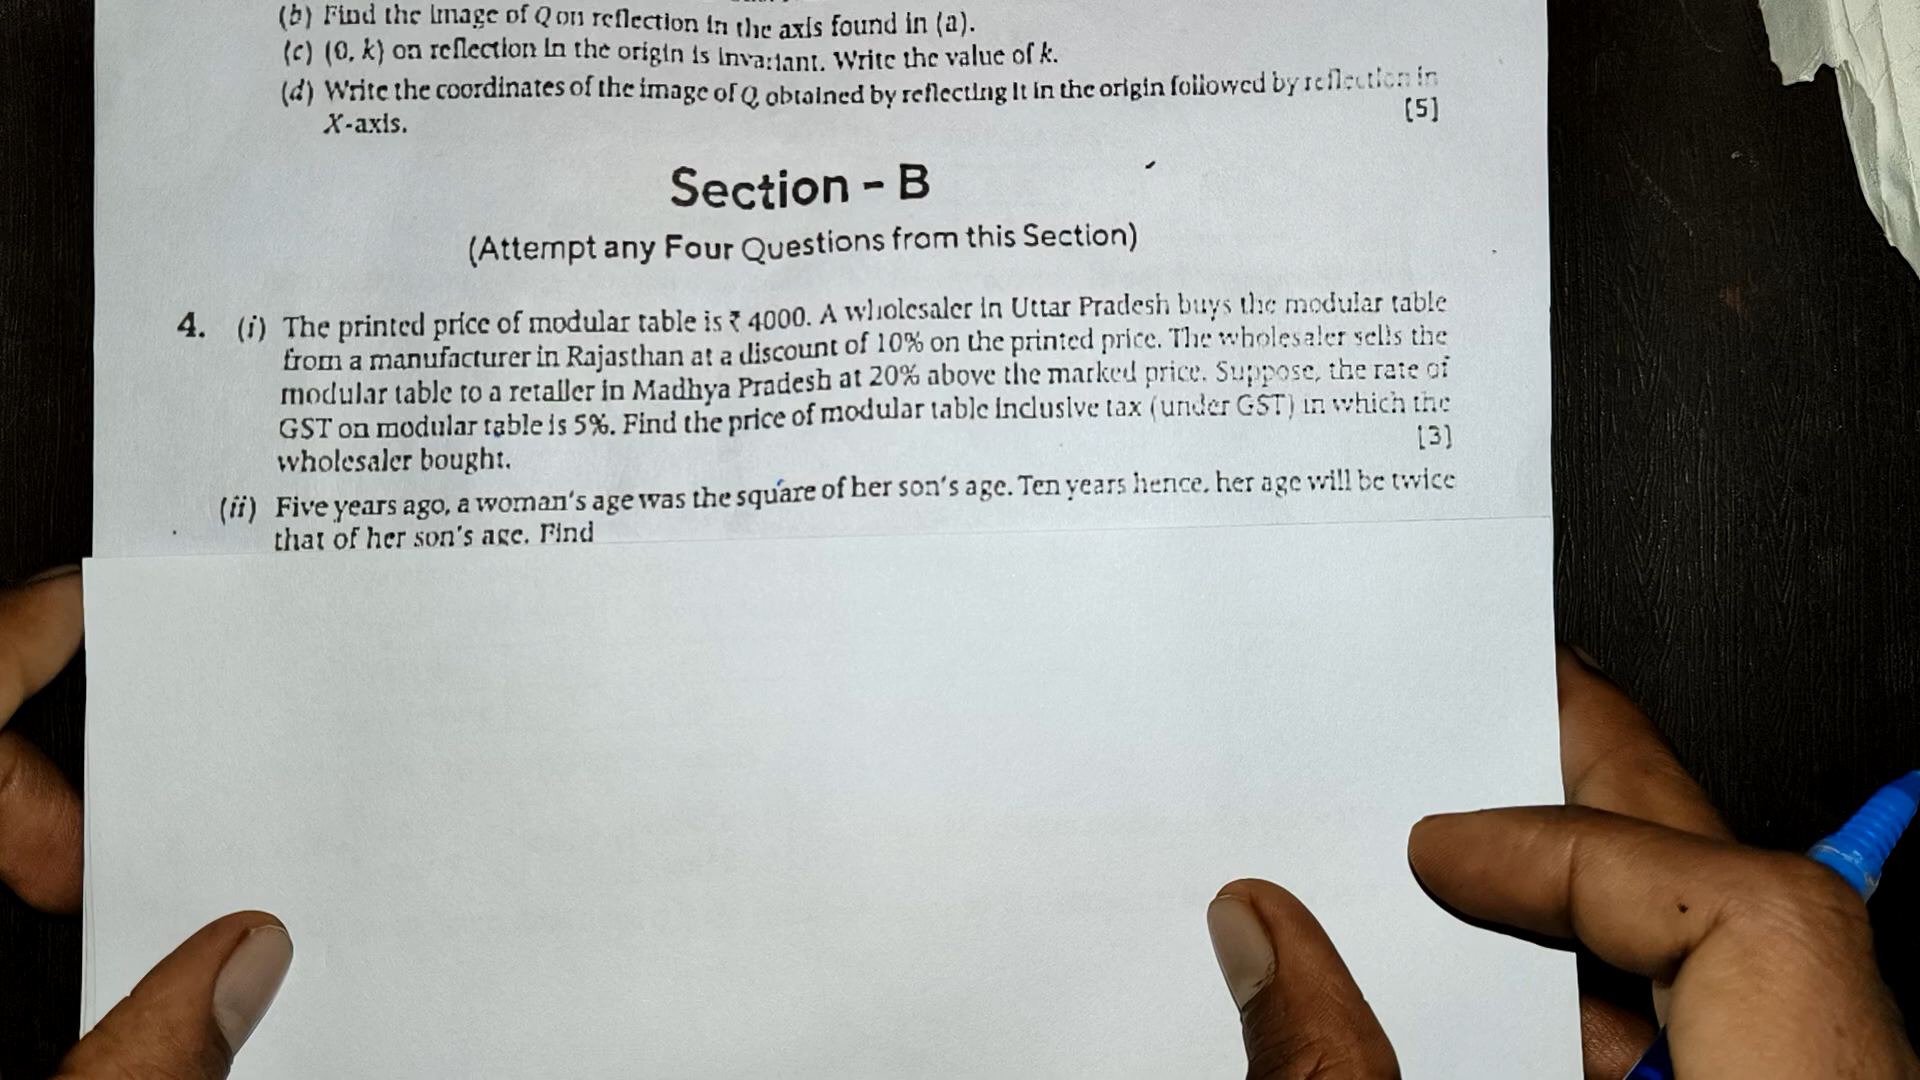 (b) Find the image of Q on reflection in the axis found in (a).
(c) (0, k) on reflection in the origin is invariant. Write the value of k.
(d) Write the coordinates of the image of Q, obtained by reflecting it in the origin followed by reflection in
X-axis.
[5]
Section - B
(Attempt any Four Questions from this Section)
4. (i) The printed price of modular table is ₹ 4000. A wholesaler in Uttar Pradesh buys the modular table
from a manufacturer in Rajasthan at a discount of 10% on the printed price. The wholesaler sells the
modular table to a retailer in Madhya Pradesh at 20% above the marked price. Suppose, the rate of
GST on modular table is 5%. Find the price of modular table inclusive tax (under GST) in which the
wholesaler bought.
[3]
(ii) Five years ago, a woman's age was the square of her son's age. Ten years hence, her age will be twice
that of her son's age. Find